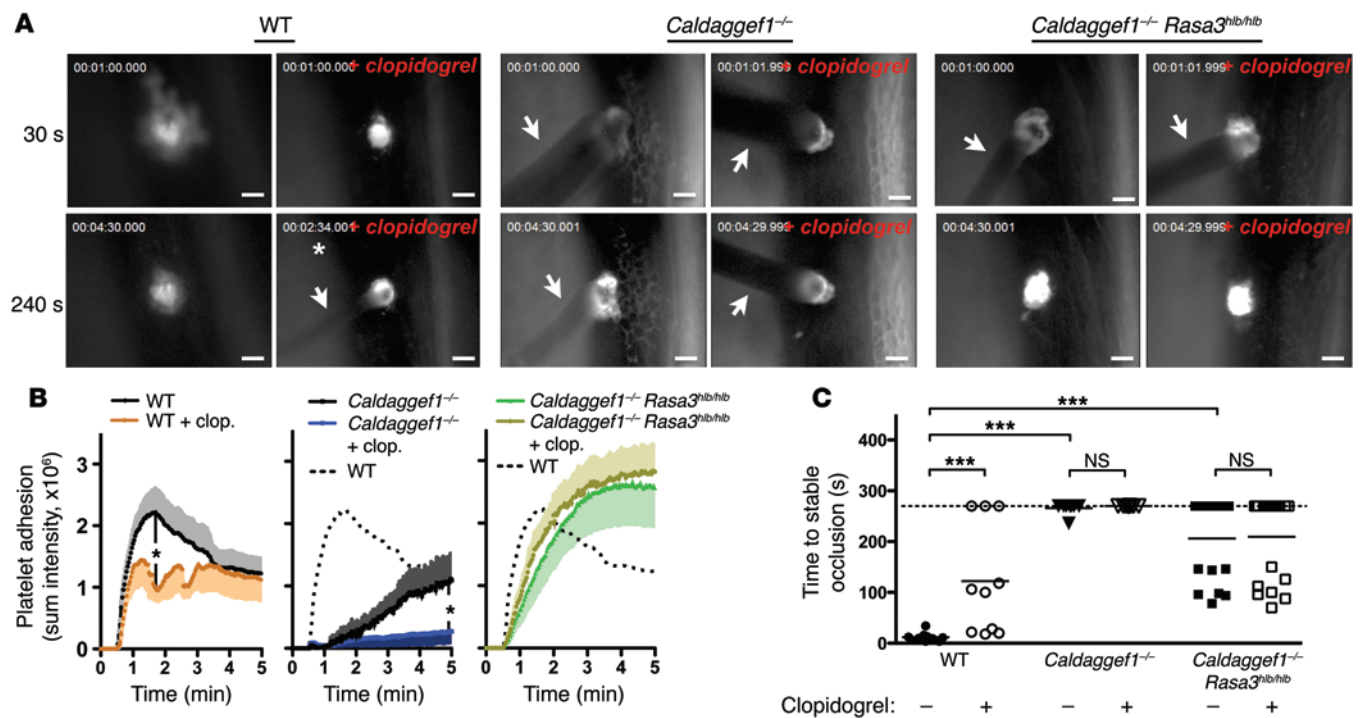 A
WT
Caldaggef1–/–
Caldaggef1–/– Rasa3hlb/hlb
30 s
00:01:00.000
00:01:00.000 + clopidogrel
00:01:00.000
00:01:01.999 + clopidogrel
00:01:00.000
00:01:01.999 + clopidogrel
240 s
00:04:30.000
00:02:34.001 + clopidogrel
*
00:04:30.001
00:04:29.999 + clopidogrel
00:04:30.001
00:04:29.999 + clopidogrel
B
WT
WT + clop.
Caldaggef1–/–
Caldaggef1–/–
+ clop.
WT
Caldaggef1–/– Rasa3hlb/hlb
Caldaggef1–/– Rasa3hlb/hlb
+ clop.
WT
Platelet adhesion
(sum intensity, x10⁶)
3
2
1
0
*
*
0 1 2 3 4 5
0 1 2 3 4 5
0 1 2 3 4 5
Time (min)
Time (min)
Time (min)
C
Time to stable
occlusion (s)
400
300
200
100
0
***
***
***
NS
NS
WT
Caldaggef1–/–
Caldaggef1–/–
Rasa3hlb/hlb
Clopidogrel: – + – + – +